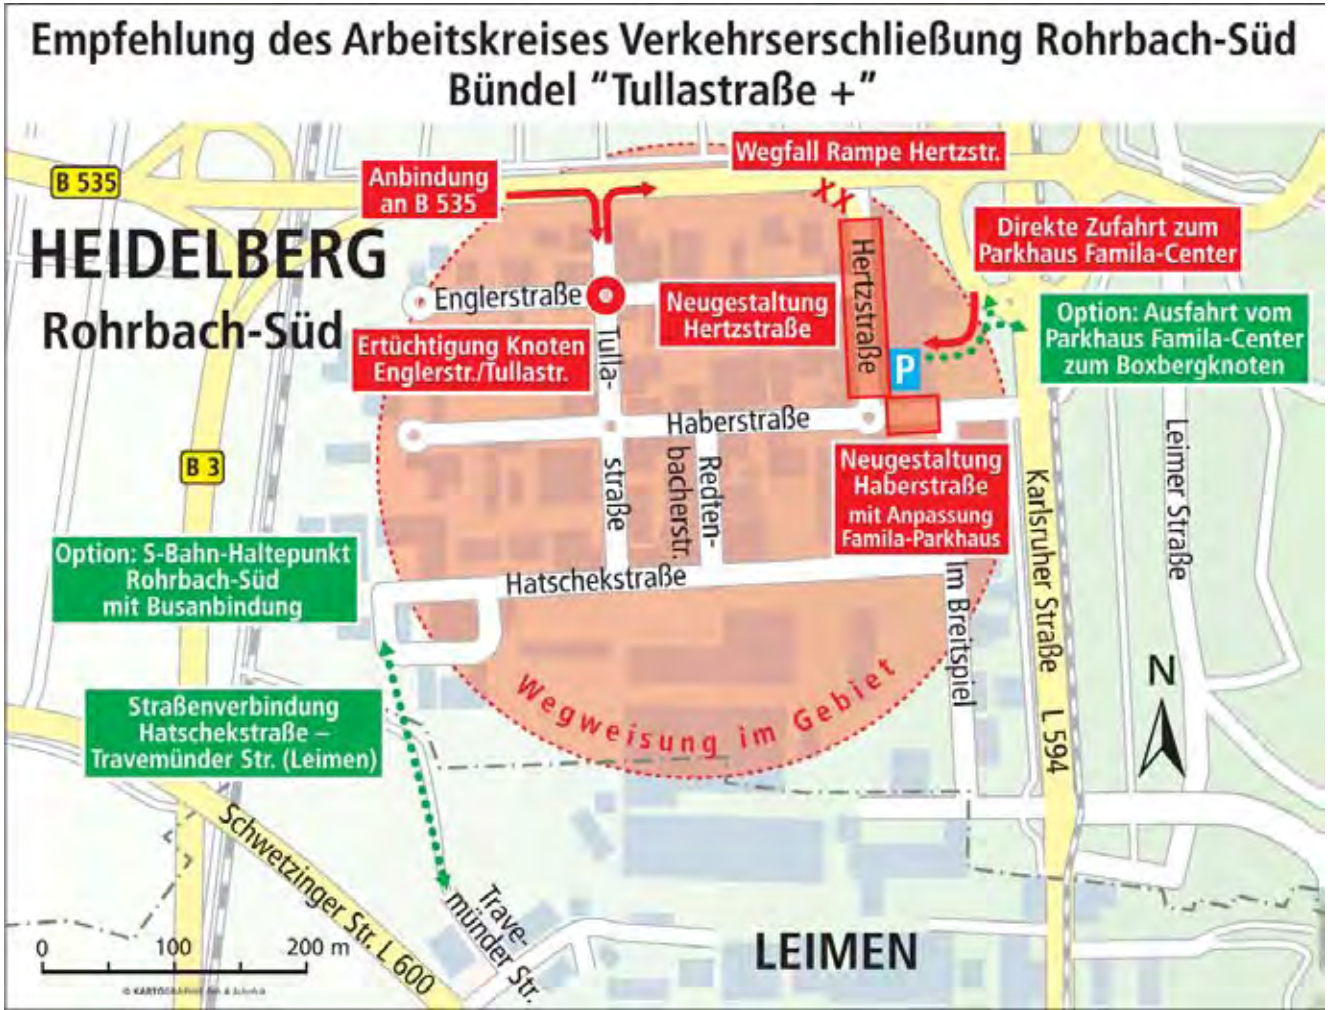 Empfehlung des Arbeitskreises Verkehrserschließung Rohrbach-Süd
Bündel “Tullastraße +”
B 535
Anbindung
an B 535
Wegfall Rampe Hertzstr.
XX
HEIDELBERG
Rohrbach-Süd
Direkte Zufahrt zum
Parkhaus Famila-Center
Englerstraße
Neugestaltung
Hertzstraße
Hertzstraße
Option: Ausfahrt vom
Parkhaus Famila-Center
zum Boxbergknoten
Ertüchtigung Knoten
Englerstr./Tullastr.
Tulla-
straße
P
Haberstraße
Redten-
bacherstr.
Neugestaltung
Haberstraße
mit Anpassung
Famila-Parkhaus
B 3
Karlsruher Straße L 594
Leimer Straße
Option: S-Bahn-Haltepunkt
Rohrbach-Süd
mit Busanbindung
Hatschekstraße
Im Breitspiel
Wegweisung im Gebiet
N
Straßenverbindung
Hatschekstraße –
Travemünder Str. (Leimen)
Schwetzinger Str. L 600
Trave-
münder Str.
LEIMEN
0 100 200 m
© KARTOGRAPHIE